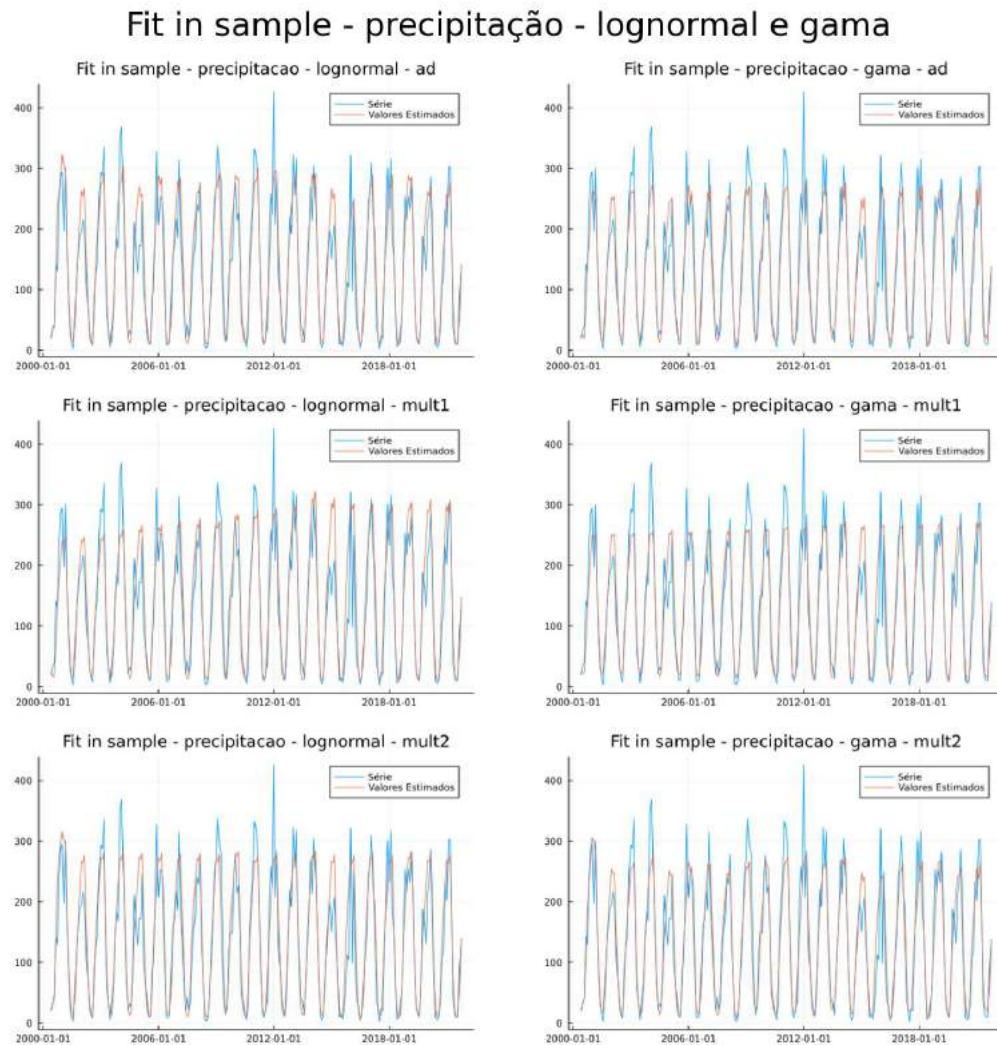 Fit in sample - precipitação - lognormal e gama
Fit in sample - precipitacao - lognormal - ad
Série
Valores Estimados
400
300
200
100
0
2000-01-01 2006-01-01 2012-01-01 2018-01-01
Fit in sample - precipitacao - gama - ad
Série
Valores Estimados
400
300
200
100
0
2000-01-01 2006-01-01 2012-01-01 2018-01-01
Fit in sample - precipitacao - lognormal - mult1
Série
Valores Estimados
400
300
200
100
0
2000-01-01 2006-01-01 2012-01-01 2018-01-01
Fit in sample - precipitacao - gama - mult1
Série
Valores Estimados
400
300
200
100
0
2000-01-01 2006-01-01 2012-01-01 2018-01-01
Fit in sample - precipitacao - lognormal - mult2
Série
Valores Estimados
400
300
200
100
0
2000-01-01 2006-01-01 2012-01-01 2018-01-01
Fit in sample - precipitacao - gama - mult2
Série
Valores Estimados
400
300
200
100
0
2000-01-01 2006-01-01 2012-01-01 2018-01-01